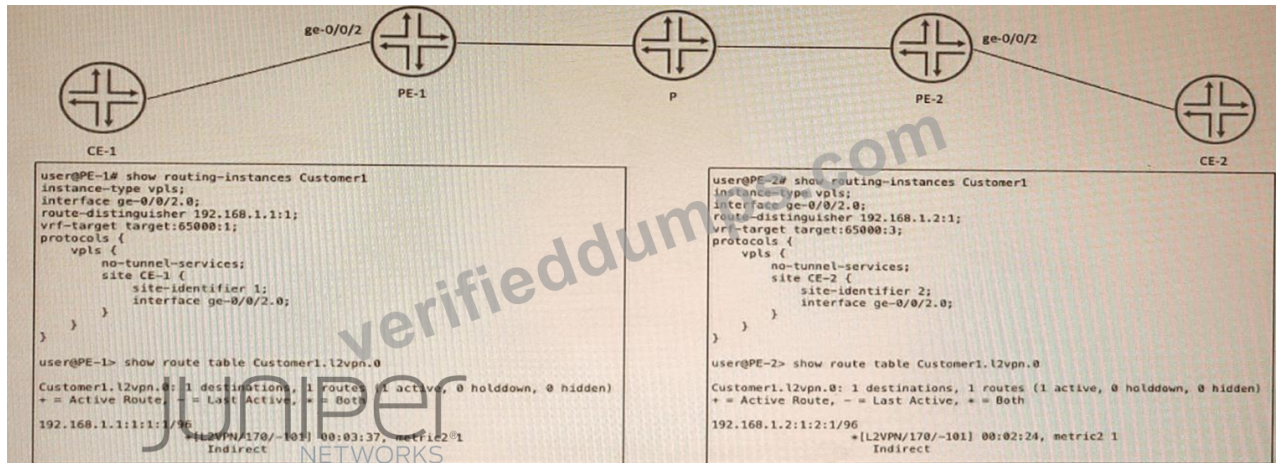 ge-0/0/2
ge-0/0/2
PE-1
P
PE-2
CE-1
CE-2
user@PE-1# show routing-instances Customer1
instance-type vpls;
interface ge-0/0/2.0;
route-distinguisher 192.168.1.1:1;
vrf-target target:65000:1;
protocols {
vpls {
no-tunnel-services;
site CE-1 {
site-identifier 1;
interface ge-0/0/2.0;
}
}
}
user@PE-1> show route table Customer1.l2vpn.0
Customer1.l2vpn.0: 1 destinations, 1 routes (1 active, 0 holddown, 0 hidden)
+ = Active Route, - = Last Active, * = Both
192.168.1.1:1:1:1/96
*[L2VPN/170/-101] 00:03:37, metric2 1
Indirect
user@PE-2# show routing-instances Customer1
instance-type vpls;
interface ge-0/0/2.0;
route-distinguisher 192.168.1.2:1;
vrf-target target:65000:3;
protocols {
vpls {
no-tunnel-services;
site CE-2 {
site-identifier 2;
interface ge-0/0/2.0;
}
}
}
user@PE-2> show route table Customer1.l2vpn.0
Customer1.l2vpn.0: 1 destinations, 1 routes (1 active, 0 holddown, 0 hidden)
+ = Active Route, - = Last Active, * = Both
192.168.1.2:1:2:1/96
*[L2VPN/170/-101] 00:02:24, metric2 1
Indirect
verifieddumps.com
JUNIPER
NETWORKS
®